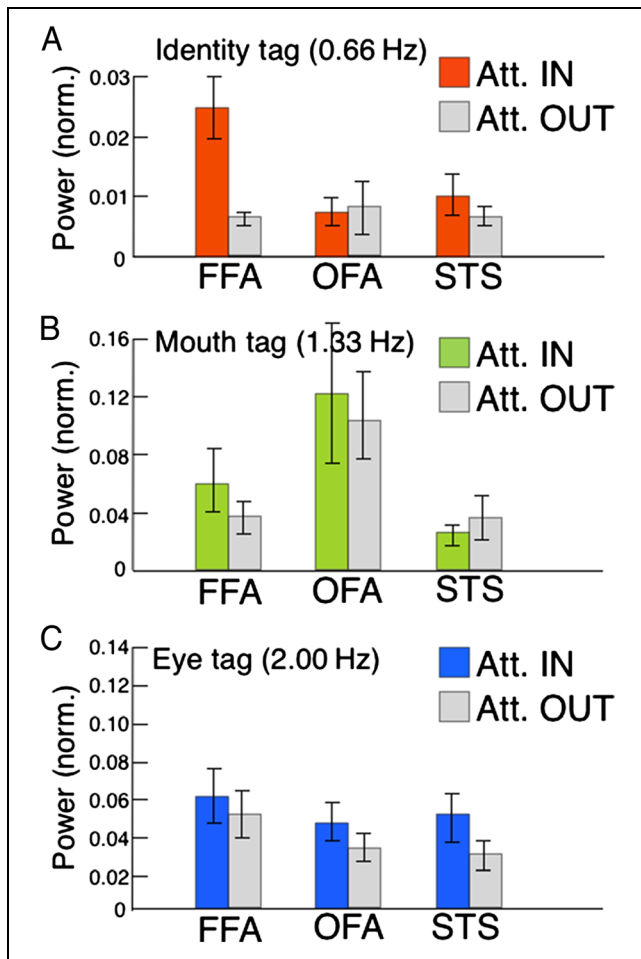 A
Identity tag (0.66 Hz)
Power (norm.)
0.03
0.02
0.01
0
Att. IN
Att. OUT
FFA OFA STS
B
Mouth tag (1.33 Hz)
Power (norm.)
0.16
0.12
0.08
0.04
0
Att. IN
Att. OUT
FFA OFA STS
C
Eye tag (2.00 Hz)
Power (norm.)
0.14
0.12
0.10
0.08
0.06
0.04
0.02
0
Att. IN
Att. OUT
FFA OFA STS